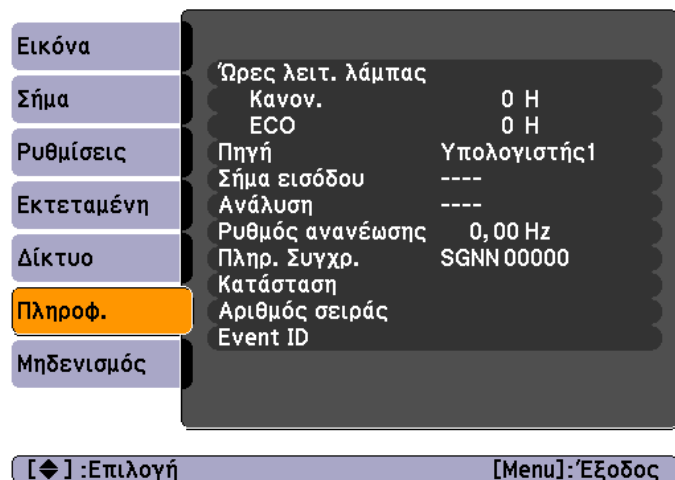 Εικόνα
Σήμα
Ρυθμίσεις
Εκτεταμένη
Δίκτυο
Πληροφ.
Μηδενισμός
Ώρες λειτ. λάμπας
Κανον. 0 H
ECO 0 H
Πηγή Υπολογιστής1
Σήμα εισόδου ----
Ανάλυση ----
Ρυθμός ανανέωσης 0,00 Hz
Πληρ. Συγχρ. SGNN 00000
Κατάσταση
Αριθμός σειράς
Event ID
[◆] :Επιλογή [Menu]:Έξοδος